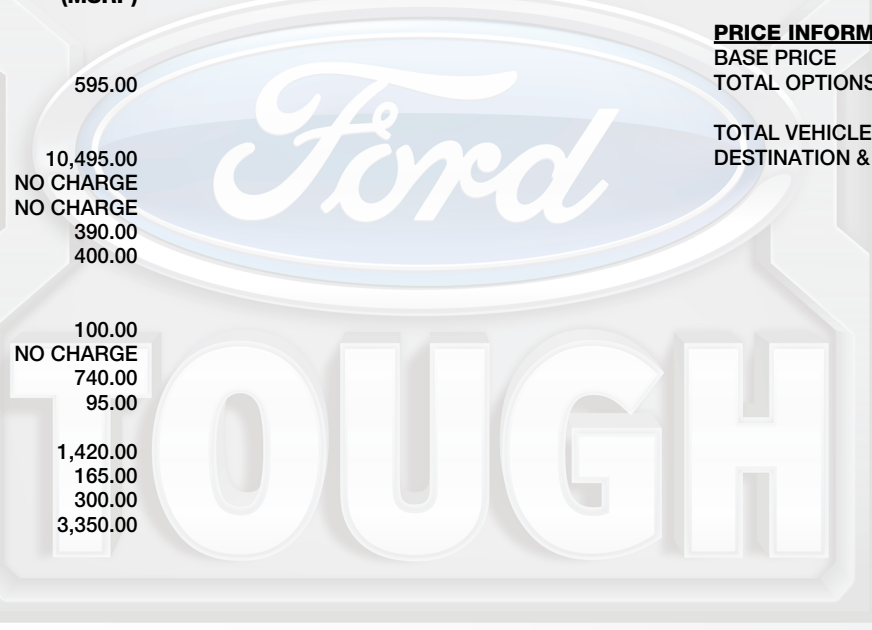 (MSRP)
595.00
10,495.00
NO CHARGE
NO CHARGE
390.00
400.00
100.00
NO CHARGE
740.00
95.00
1,420.00
165.00
300.00
3,350.00
PRICE INFORM
BASE PRICE
TOTAL OPTIONS
TOTAL VEHICLE
DESTINATION &
Ford
TOUGH